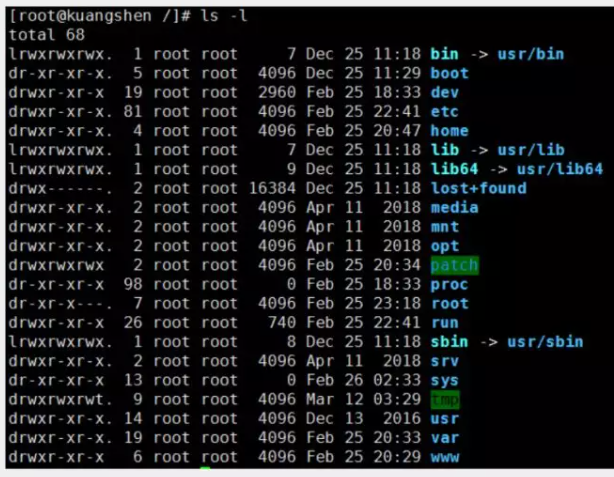 [root@kuangshen /]# ls -l
total 68
lrwxrwxrwx. 1 root root 7 Dec 25 11:18 bin -> usr/bin
dr-xr-xr-x. 5 root root 4096 Dec 25 11:29 boot
drwxr-xr-x 19 root root 2960 Feb 25 18:33 dev
drwxr-xr-x. 81 root root 4096 Feb 25 22:41 etc
drwxr-xr-x. 4 root root 4096 Feb 25 20:47 home
lrwxrwxrwx. 1 root root 7 Dec 25 11:18 lib -> usr/lib
lrwxrwxrwx. 1 root root 9 Dec 25 11:18 lib64 -> usr/lib64
drwx------. 2 root root 16384 Dec 25 11:18 lost+found
drwxr-xr-x. 2 root root 4096 Apr 11 2018 media
drwxr-xr-x. 2 root root 4096 Apr 11 2018 mnt
drwxr-xr-x. 2 root root 4096 Apr 11 2018 opt
drwxrwxrwx 2 root root 4096 Feb 25 20:34 patch
dr-xr-xr-x 98 root root 0 Feb 25 18:33 proc
dr-xr-x---. 7 root root 4096 Feb 25 23:18 root
drwxr-xr-x 26 root root 740 Feb 25 22:41 run
lrwxrwxrwx. 1 root root 8 Dec 25 11:18 sbin -> usr/sbin
drwxr-xr-x. 2 root root 4096 Apr 11 2018 srv
dr-xr-xr-x 13 root root 0 Feb 26 02:33 sys
drwxrwxrwt. 9 root root 4096 Mar 12 03:29 tmp
drwxr-xr-x. 14 root root 4096 Dec 13 2016 usr
drwxr-xr-x. 19 root root 4096 Feb 25 20:33 var
drwxr-xr-x 6 root root 4096 Feb 25 20:29 www